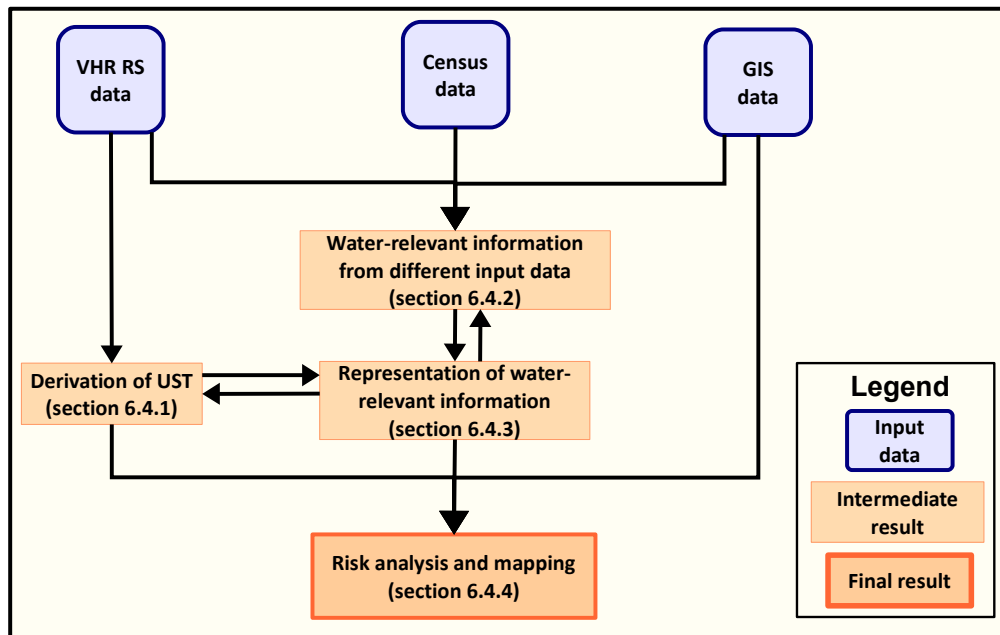 VHR RS
data
Census
data
GIS
data
Water-relevant information
from different input data
(section 6.4.2)
Derivation of UST
(section 6.4.1)
Representation of water-
relevant information
(section 6.4.3)
Risk analysis and mapping
(section 6.4.4)
Legend
Input
data
Intermediate
result
Final result